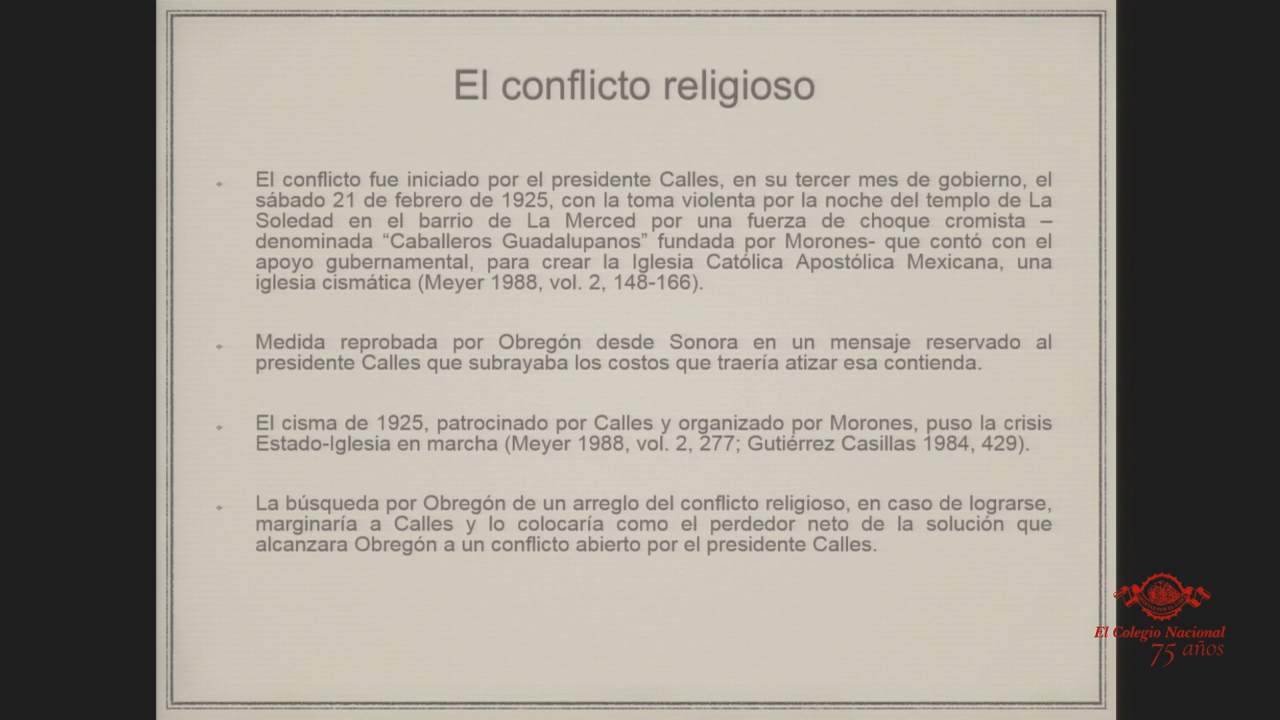 El conflicto religioso
El conflicto fue iniciado por el presidente Calles, en su tercer mes de gobierno, el
sábado 21 de febrero de 1925, con la toma violenta por la noche del templo de La
Soledad en el barrio de La Merced por una fuerza de choque cromista –
denominada “Caballeros Guadalupanos” fundada por Morones- que contó con el
apoyo gubernamental, para crear la Iglesia Católica Apostólica Mexicana, una
iglesia cismática (Meyer 1988, vol. 2, 148-166).
Medida reprobada por Obregón desde Sonora en un mensaje reservado al
presidente Calles que subrayaba los costos que traería atizar esa contienda.
El cisma de 1925, patrocinado por Calles y organizado por Morones, puso la crisis
Estado-Iglesia en marcha (Meyer 1988, vol. 2, 277; Gutiérrez Casillas 1984, 429).
La búsqueda por Obregón de un arreglo del conflicto religioso, en caso de lograrse,
marginaría a Calles y lo colocaría como el perdedor neto de la solución que
alcanzara Obregón a un conflicto abierto por el presidente Calles.
El Colegio Nacional
75 años